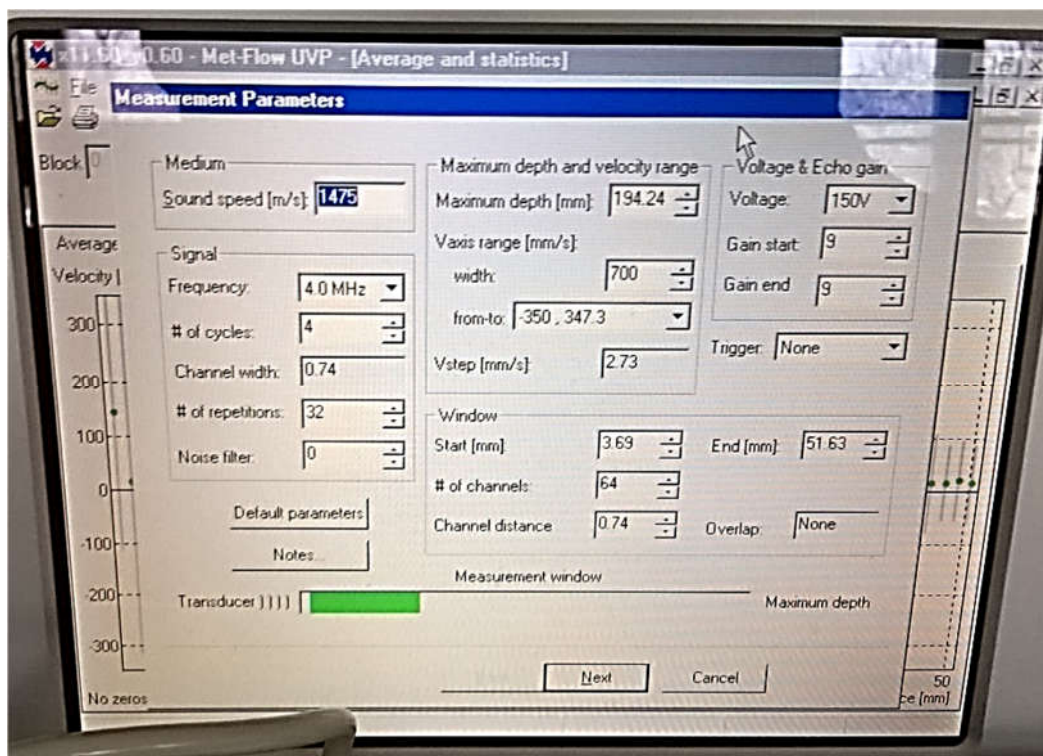 x11.60 y0.60 - Met-Flow UVP - [Average and statistics]
File
Measurement Parameters
Block: 0
Medium
Sound speed [m/s]: 1475
Signal
Frequency: 4.0 MHz
# of cycles: 4
Channel width: 0.74
# of repetitions: 32
Noise filter: 0
Default parameters
Notes...
Maximum depth and velocity range
Maximum depth [mm]: 194.24
Vaxis range [mm/s]:
width: 700
from-to: -350 , 347.3
Vstep [mm/s]: 2.73
Voltage & Echo gain
Voltage: 150V
Gain start: 9
Gain end 9
Trigger: None
Window
Start [mm]: 3.69 End [mm]: 51.63
# of channels: 64
Channel distance 0.74 Overlap: None
Measurement window
Transducer ) ) ) ) Maximum depth
Next Cancel
Average
Velocity [
300
200
100
0
-100
-200
-300
50
No zeros ce [mm]